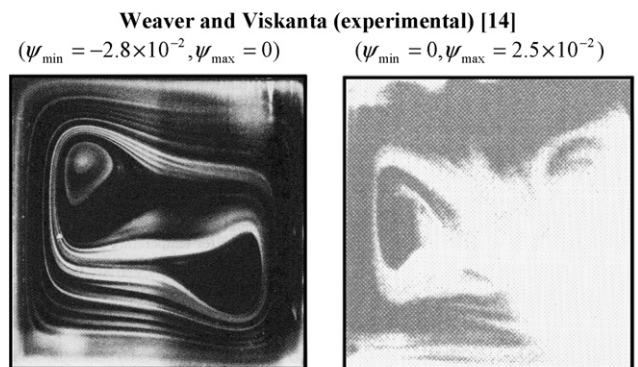 Weaver and Viskanta (experimental) [14]
(ψmin = −2.8×10⁻², ψmax = 0) (ψmin = 0, ψmax = 2.5×10⁻²)